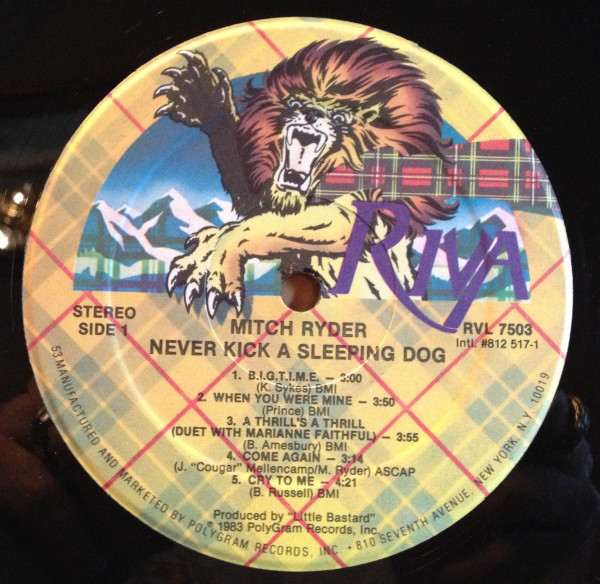 RIVA
STEREO
SIDE 1
RVL 7503
Intl. #812 517-1
MITCH RYDER
NEVER KICK A SLEEPING DOG
1. B.I.G.T.I.M.E. – 3:00
(K. Sykes) BMI
2. WHEN YOU WERE MINE – 3:50
(Prince) BMI
3. A THRILL'S A THRILL
(DUET WITH MARIANNE FAITHFUL) – 3:55
(B. Amesbury) BMI
4. COME AGAIN – 3:14
(J. "Cougar" Mellencamp/M. Ryder) ASCAP
5. CRY TO ME – 4:21
(B. Russell) BMI
Produced by "Little Bastard"
℗ 1983 PolyGram Records, Inc.
53 MANUFACTURED AND MARKETED BY POLYGRAM RECORDS, INC. • 810 SEVENTH AVENUE, NEW YORK, N.Y. 10019